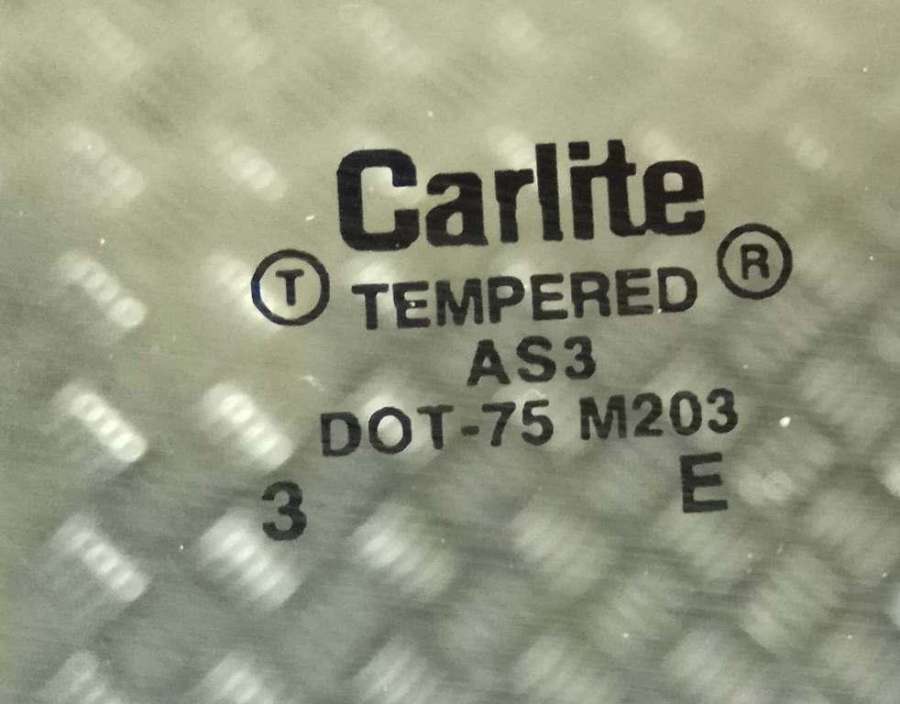 Carlite
Ⓣ TEMPERED ®
AS3
DOT-75 M203
3 E